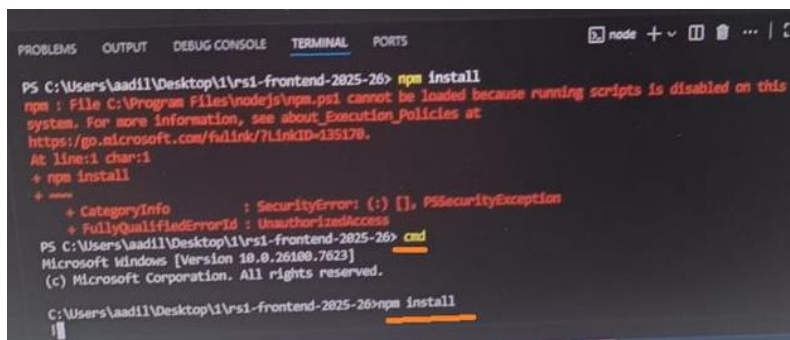 PROBLEMS OUTPUT DEBUG CONSOLE TERMINAL PORTS node
PS C:\Users\aadil\Desktop\1\rs1-frontend-2025-26> npm install
npm : File C:\Program Files\nodejs\npm.ps1 cannot be loaded because running scripts is disabled on this
system. For more information, see about_Execution_Policies at
https:/go.microsoft.com/fwlink/?LinkID=135170.
At line:1 char:1
+ npm install
+ ~~~
+ CategoryInfo : SecurityError: (:) [], PSSecurityException
+ FullyQualifiedErrorId : UnauthorizedAccess
PS C:\Users\aadil\Desktop\1\rs1-frontend-2025-26> cmd
Microsoft Windows [Version 10.0.26100.7623]
(c) Microsoft Corporation. All rights reserved.
C:\Users\aadil\Desktop\1\rs1-frontend-2025-26>npm install